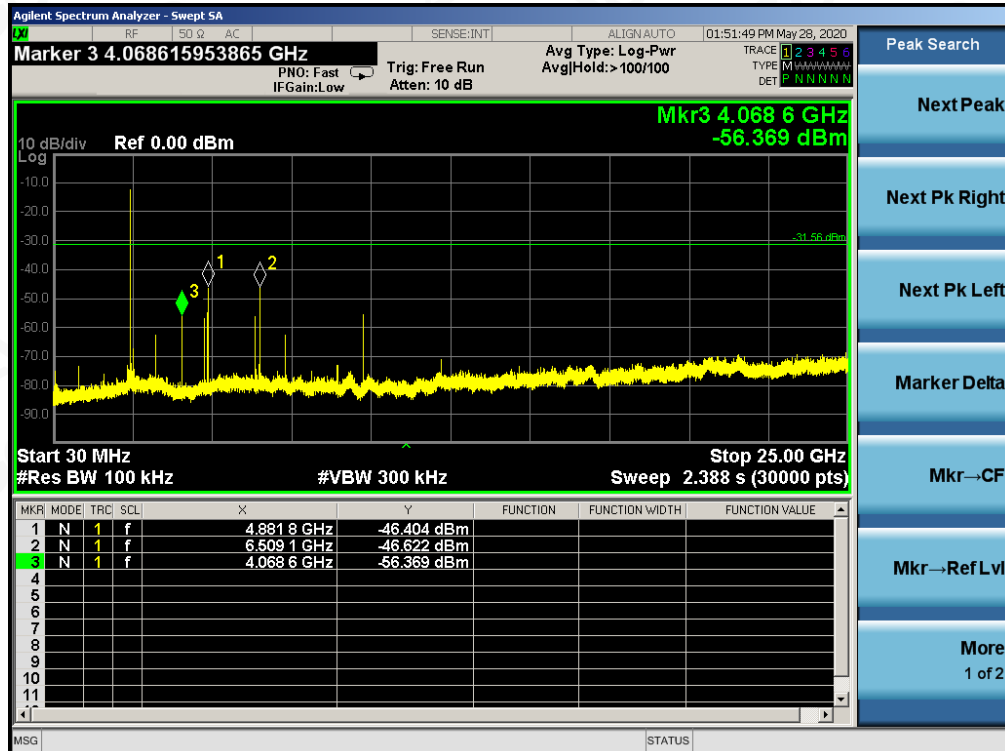 Agilent Spectrum Analyzer - Swept SA
LXI RF 50 Ω AC SENSE:INT ALIGN AUTO 01:51:49 PM May 28, 2020
Marker 3 4.068615953865 GHz
PNO: Fast
IFGain:Low
Trig: Free Run
Atten: 10 dB
Avg Type: Log-Pwr
Avg|Hold:>100/100
TRACE 1 2 3 4 5 6
TYPE M W W W W W
DET P N N N N N
Mkr3 4.068 6 GHz
-56.369 dBm
10 dB/div Ref 0.00 dBm
Log
-10.0
-20.0
-30.0
-31.56 dBm
-40.0
1
2
-50.0
3
-60.0
-70.0
-80.0
-90.0
Start 30 MHz Stop 25.00 GHz
#Res BW 100 kHz #VBW 300 kHz Sweep 2.388 s (30000 pts)
MKR MODE TRC SCL X Y FUNCTION FUNCTION WIDTH FUNCTION VALUE
1 N 1 f 4.881 8 GHz -46.404 dBm
2 N 1 f 6.509 1 GHz -46.622 dBm
3 N 1 f 4.068 6 GHz -56.369 dBm
4
5
6
7
8
9
10
11
MSG STATUS
Peak Search
Next Peak
Next Pk Right
Next Pk Left
Marker Delta
Mkr→CF
Mkr→Ref Lvl
More
1 of 2